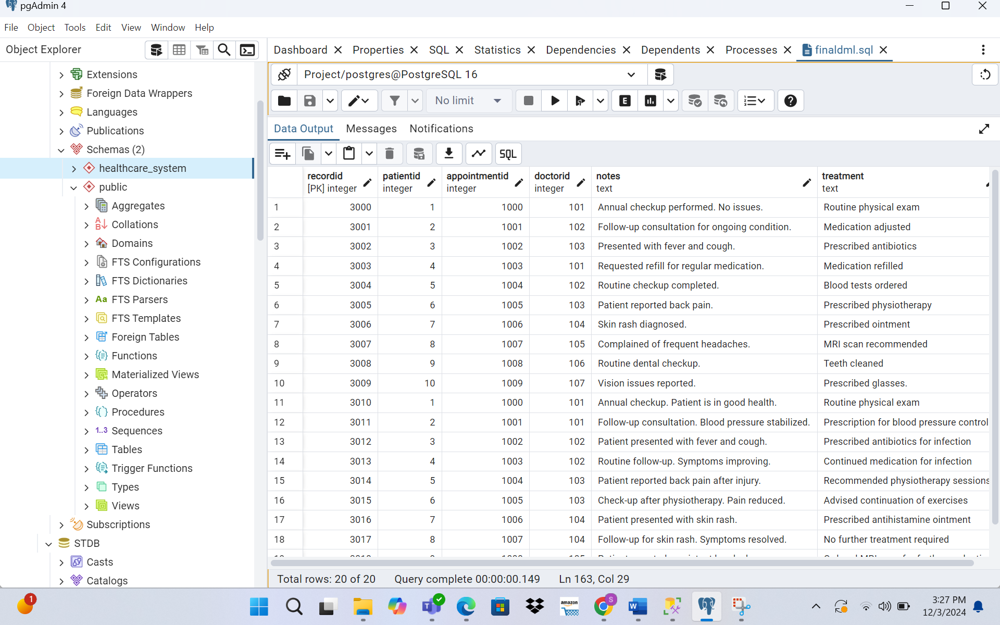 pgAdmin 4
File Object Tools Edit View Window Help
Object Explorer
Dashboard Properties SQL Statistics Dependencies Dependents Processes finaldml.sql
Extensions
Foreign Data Wrappers
Languages
Publications
Schemas (2)
healthcare_system
public
Aggregates
Collations
Domains
FTS Configurations
FTS Dictionaries
Aa FTS Parsers
FTS Templates
Foreign Tables
Functions
Materialized Views
Operators
Procedures
1..3 Sequences
Tables
Trigger Functions
Types
Views
Subscriptions
STDB
Casts
Catalogs
Project/postgres@PostgreSQL 16
No limit
E
Data Output Messages Notifications
SQL
recordid patientid appointmentid doctorid notes treatment
[PK] integer integer integer integer text text
1 3000 1 1000 101 Annual checkup performed. No issues. Routine physical exam
2 3001 2 1001 102 Follow-up consultation for ongoing condition. Medication adjusted
3 3002 3 1002 103 Presented with fever and cough. Prescribed antibiotics
4 3003 4 1003 101 Requested refill for regular medication. Medication refilled
5 3004 5 1004 102 Routine checkup completed. Blood tests ordered
6 3005 6 1005 103 Patient reported back pain. Prescribed physiotherapy
7 3006 7 1006 104 Skin rash diagnosed. Prescribed ointment
8 3007 8 1007 105 Complained of frequent headaches. MRI scan recommended
9 3008 9 1008 106 Routine dental checkup. Teeth cleaned
10 3009 10 1009 107 Vision issues reported. Prescribed glasses.
11 3010 1 1000 101 Annual checkup. Patient is in good health. Routine physical exam
12 3011 2 1001 101 Follow-up consultation. Blood pressure stabilized. Prescription for blood pressure control
13 3012 3 1002 102 Patient presented with fever and cough. Prescribed antibiotics for infection
14 3013 4 1003 102 Routine follow-up. Symptoms improving. Continued medication for infection
15 3014 5 1004 103 Patient reported back pain after injury. Recommended physiotherapy sessions
16 3015 6 1005 103 Check-up after physiotherapy. Pain reduced. Advised continuation of exercises
17 3016 7 1006 104 Patient presented with skin rash. Prescribed antihistamine ointment
18 3017 8 1007 104 Follow-up for skin rash. Symptoms resolved. No further treatment required
Total rows: 20 of 20 Query complete 00:00:00.149 Ln 163, Col 29
1
amazon
S
3:27 PM
12/3/2024